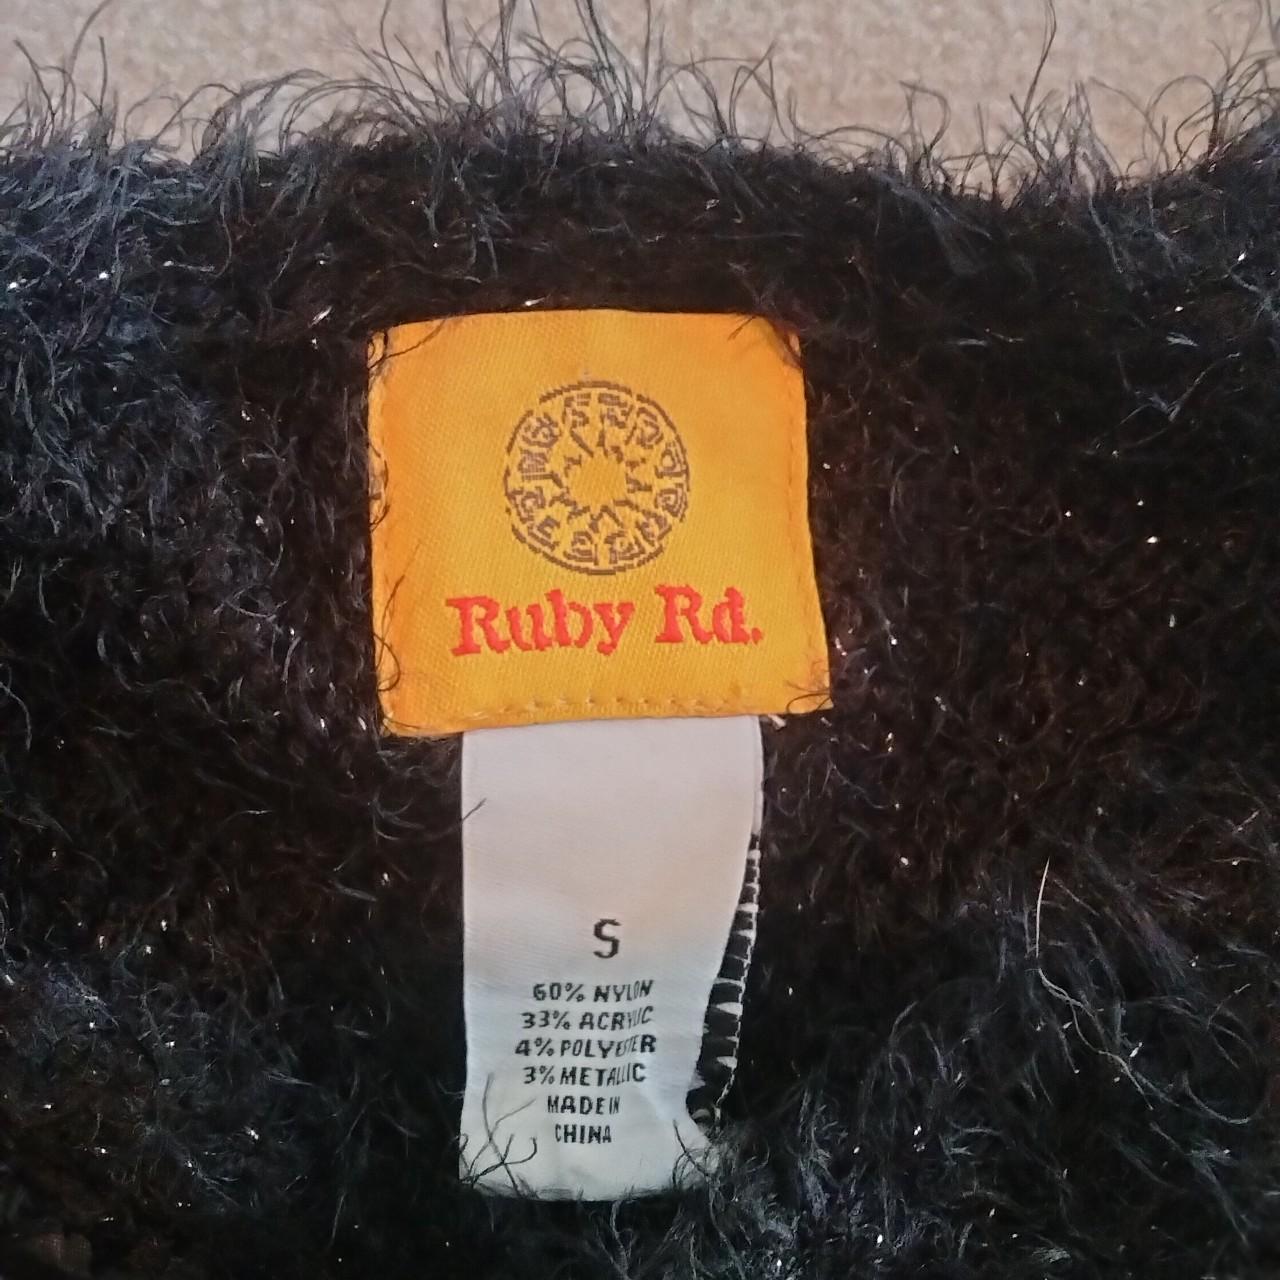 Ruby Rd.
S
60% NYLON
33% ACRYLIC
4% POLYESTER
3% METALLIC
MADE IN
CHINA